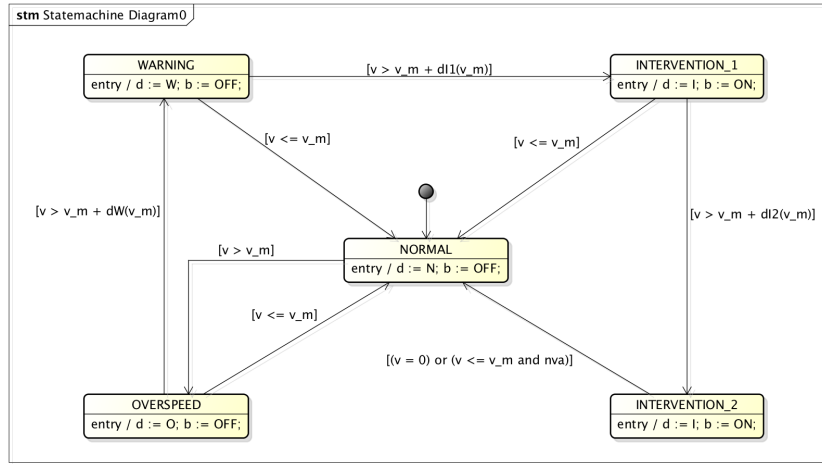 stm Statemachine Diagram0
WARNING
entry / d := W; b := OFF;
[v > v_m + dI1(v_m)]
INTERVENTION_1
entry / d := I; b := ON;
[v <= v_m]
[v <= v_m]
[v > v_m + dW(v_m)]
[v > v_m + dI2(v_m)]
NORMAL
entry / d := N; b := OFF;
[v > v_m]
[v <= v_m]
[(v = 0) or (v <= v_m and nva)]
OVERSPEED
entry / d := O; b := OFF;
INTERVENTION_2
entry / d := I; b := ON;